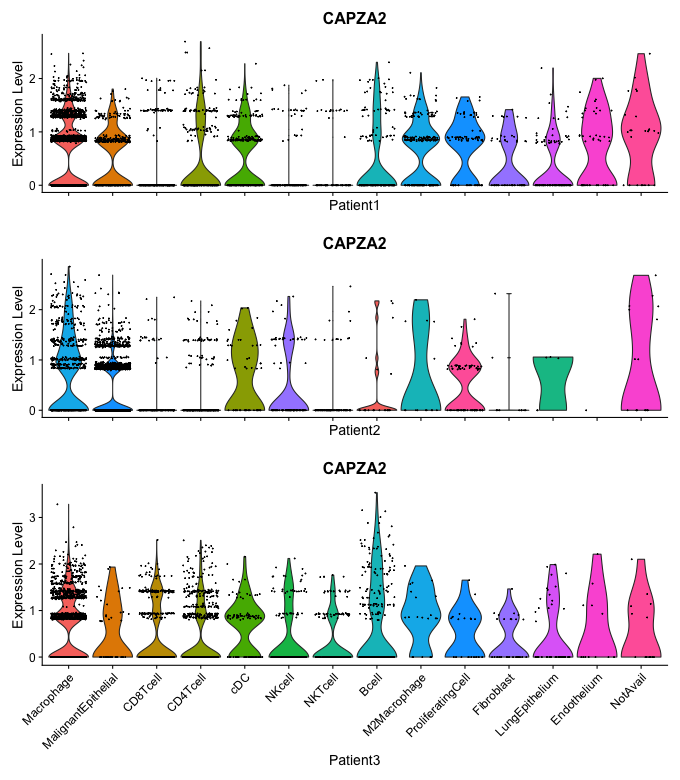 CAPZA2
Expression Level
2
1
0
Patient1
CAPZA2
Expression Level
2
1
0
Patient2
CAPZA2
Expression Level
3
2
1
0
Macrophage
MalignantEpithelial
CD8Tcell
CD4Tcell
cDC
NKcell
NKTcell
Bcell
M2Macrophage
ProliferatingCell
Fibroblast
LungEpithelium
Endothelium
NotAvail
Patient3